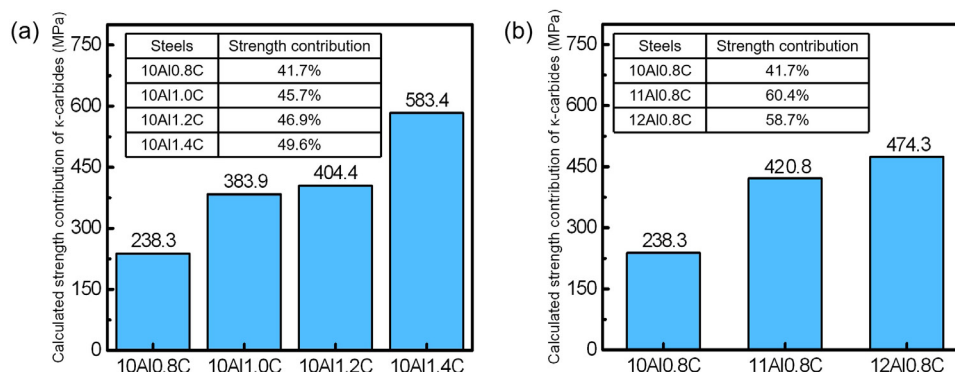 (a)
Calculated strength contribution of κ-carbides (MPa)
750
600
450
300
150
0
Steels Strength contribution
10Al0.8C 41.7%
10Al1.0C 45.7%
10Al1.2C 46.9%
10Al1.4C 49.6%
238.3
383.9
404.4
583.4
10Al0.8C 10Al1.0C 10Al1.2C 10Al1.4C
(b)
Calculated strength contribution of κ-carbides (MPa)
750
600
450
300
150
0
Steels Strength contribution
10Al0.8C 41.7%
11Al0.8C 60.4%
12Al0.8C 58.7%
238.3
420.8
474.3
10Al0.8C 11Al0.8C 12Al0.8C